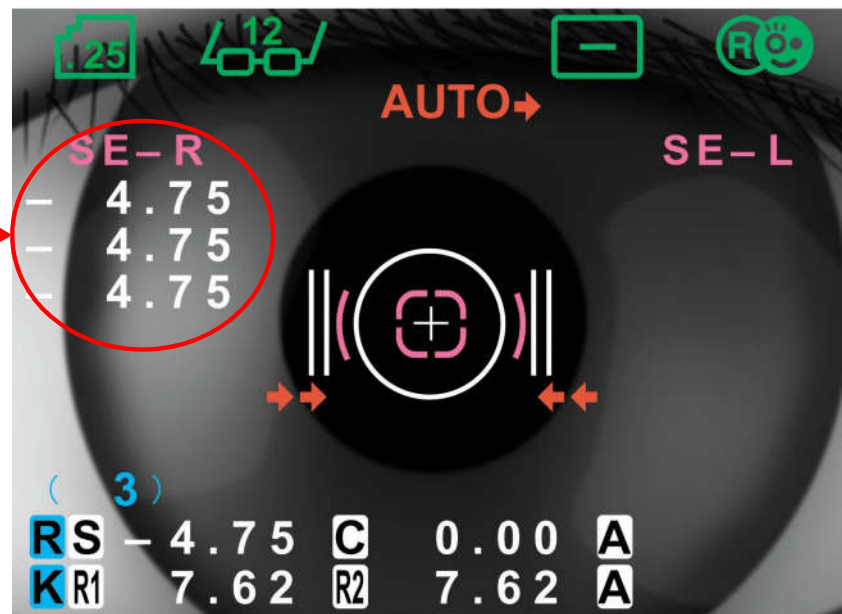 .25 12 − R
AUTO
SE–R SE–L
– 4.75
– 4.75
– 4.75
( 3)
R S – 4.75 C 0.00 A
K R1 7.62 R2 7.62 A